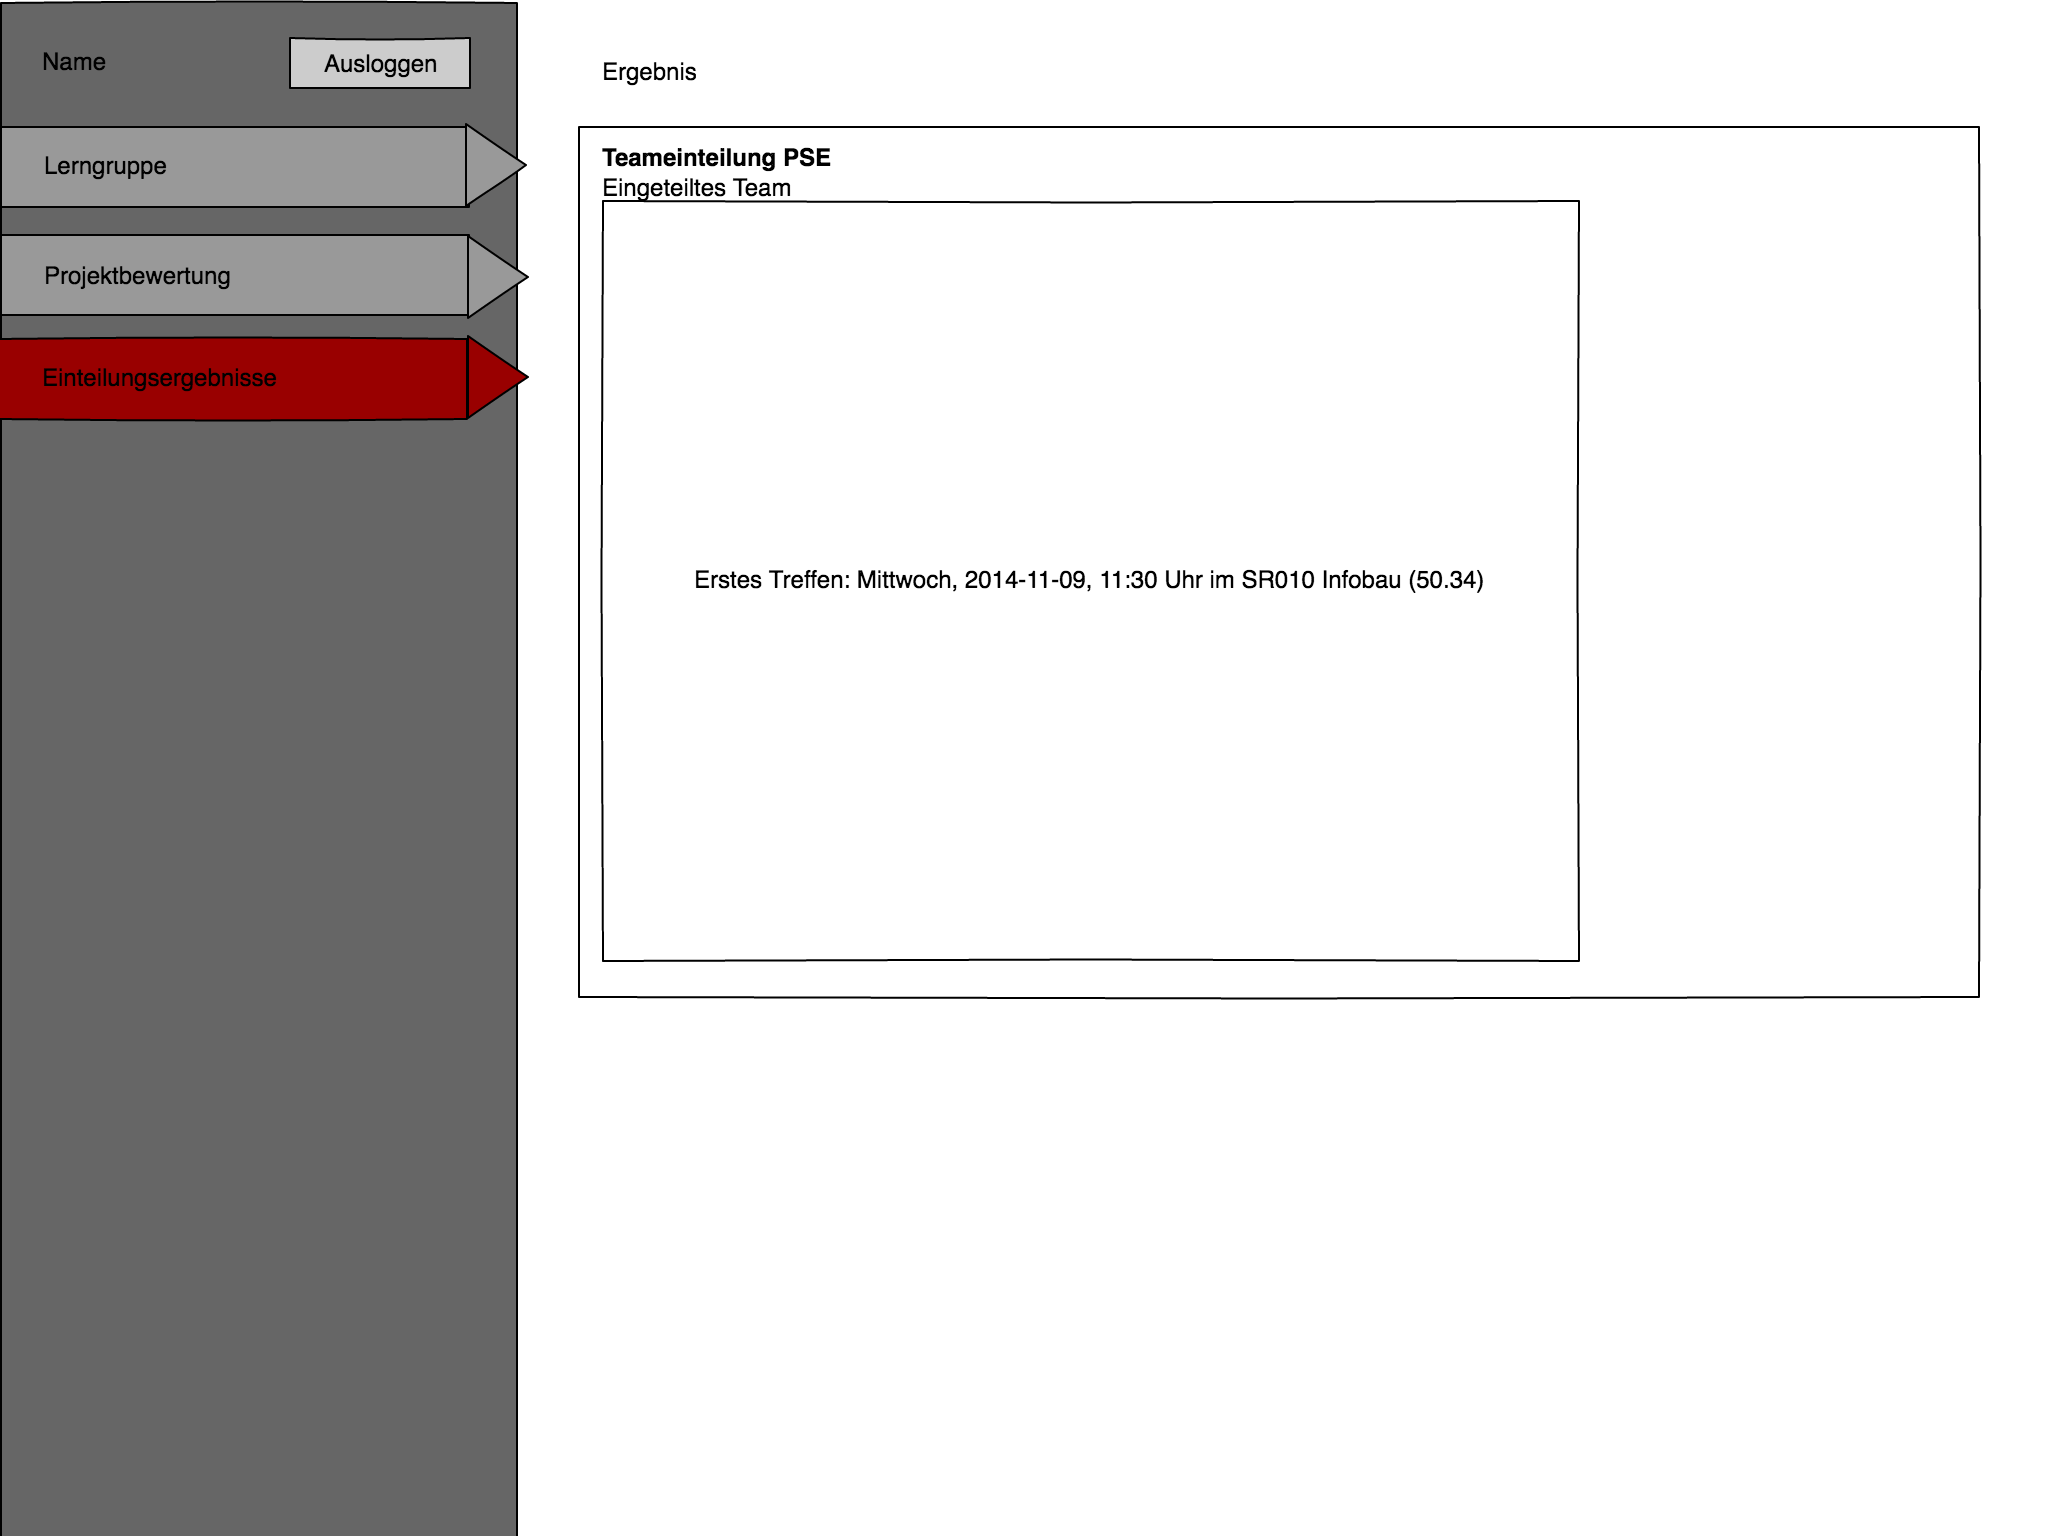 Name
Ausloggen
Lerngruppe
Projektbewertung
Einteilungsergebnisse
Ergebnis
Teameinteilung PSE
Eingeteiltes Team
Erstes Treffen: Mittwoch, 2014-11-09, 11:30 Uhr im SR010 Infobau (50.34)